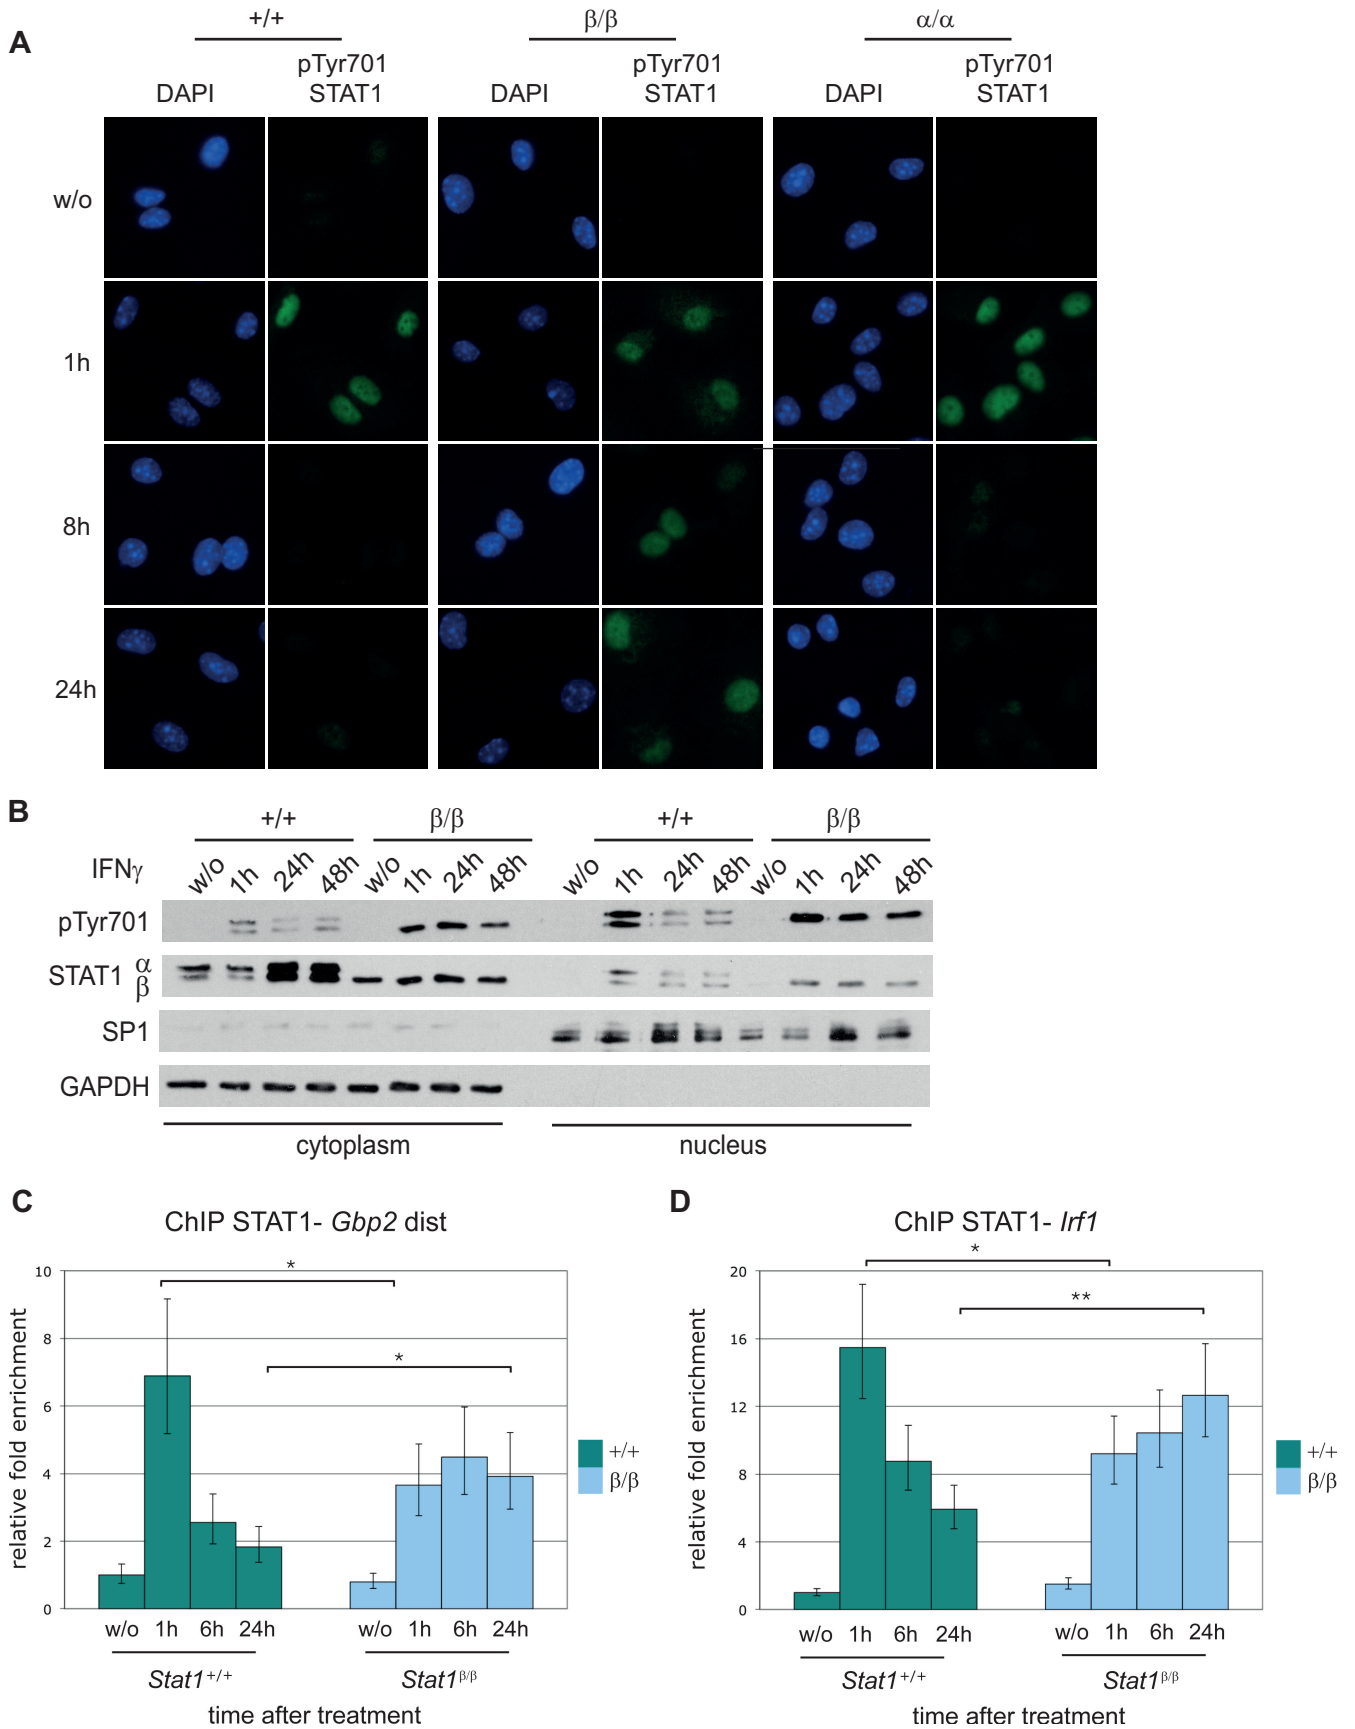 A
+/+ β/β α/α
DAPI pTyr701 STAT1 DAPI pTyr701 STAT1 DAPI pTyr701 STAT1
w/o
1h
8h
24h
B
+/+ β/β +/+ β/β
IFNγ w/o 1h 24h 48h w/o 1h 24h 48h w/o 1h 24h 48h w/o 1h 24h 48h
pTyr701
STAT1 α β
SP1
GAPDH
cytoplasm nucleus
C
ChIP STAT1- Gbp2 dist
relative fold enrichment
10
8
6
4
2
0
*
*
+/+
β/β
w/o 1h 6h 24h w/o 1h 6h 24h
Stat1+/+ Stat1β/β
time after treatment
D
ChIP STAT1- Irf1
relative fold enrichment
20
16
12
8
4
0
*
**
+/+
β/β
w/o 1h 6h 24h w/o 1h 6h 24h
Stat1+/+ Stat1β/β
time after treatment